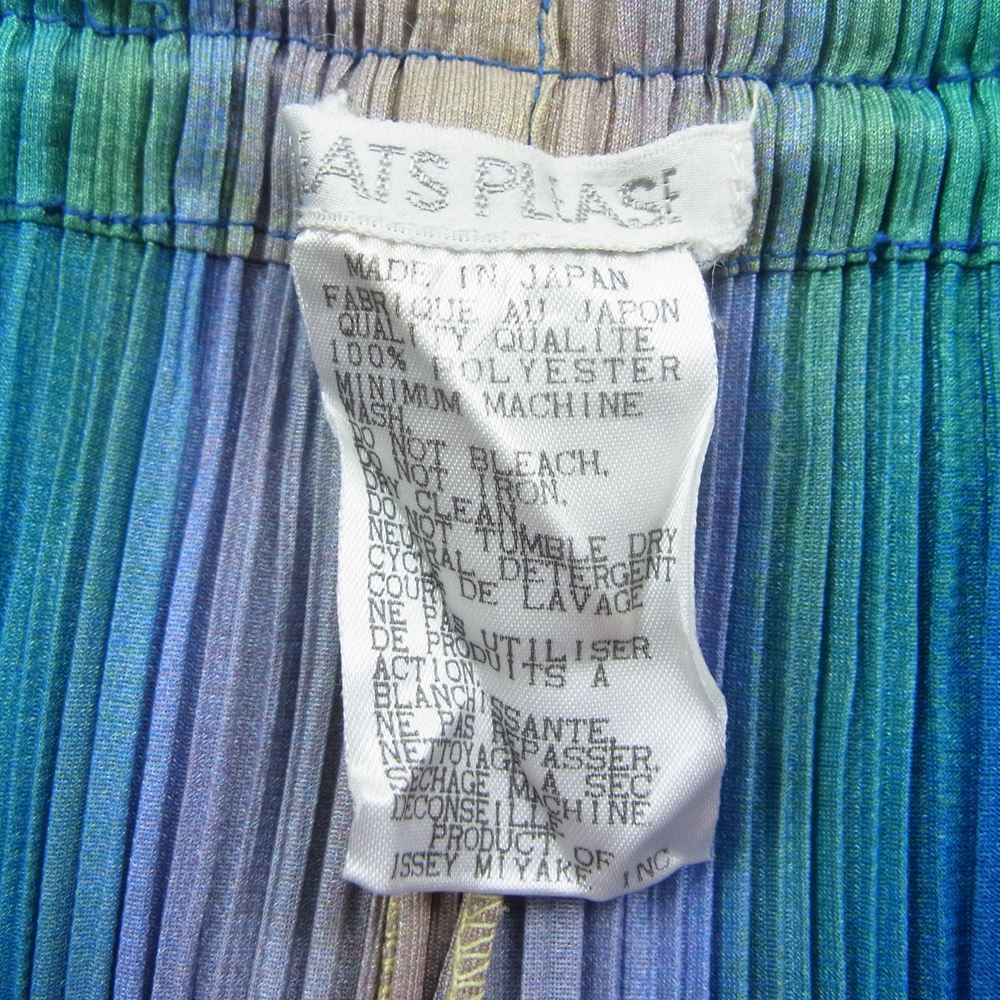 EATS PLEASE
MADE IN JAPAN
FABRIQUE AU JAPON
QUALITY/QUALITE
100% POLYESTER
MINIMUM MACHINE
WASH.
DO NOT BLEACH.
DO NOT IRON.
DRY CLEAN.
DO NOT TUMBLE DRY
NEUTRAL DETERGENT
CYCLE DE LAVAGE
COURT
NE PAS UTILISER
DE PRODUITS A
ACTION
BLANCHISSANTE.
NE PAS REPASSER.
NETTOYAGE A SEC
SECHAGE MACHINE
DECONSEILLE
PRODUCT OF
ISSEY MIYAKE INC